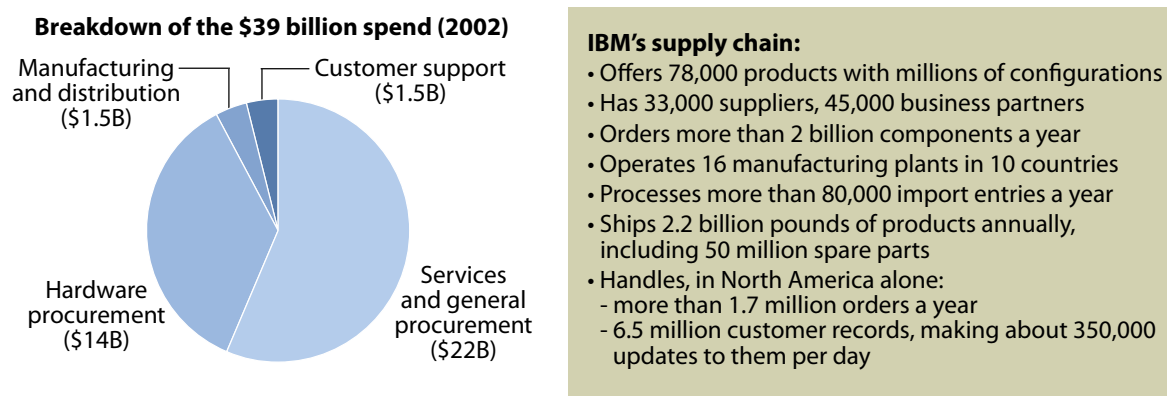 Breakdown of the $39 billion spend (2002)
Manufacturing
and distribution
($1.5B)
Customer support
($1.5B)
Hardware
procurement
($14B)
Services
and general
procurement
($22B)
IBM’s supply chain:
• Offers 78,000 products with millions of configurations
• Has 33,000 suppliers, 45,000 business partners
• Orders more than 2 billion components a year
• Operates 16 manufacturing plants in 10 countries
• Processes more than 80,000 import entries a year
• Ships 2.2 billion pounds of products annually,
including 50 million spare parts
• Handles, in North America alone:
- more than 1.7 million orders a year
- 6.5 million customer records, making about 350,000
updates to them per day